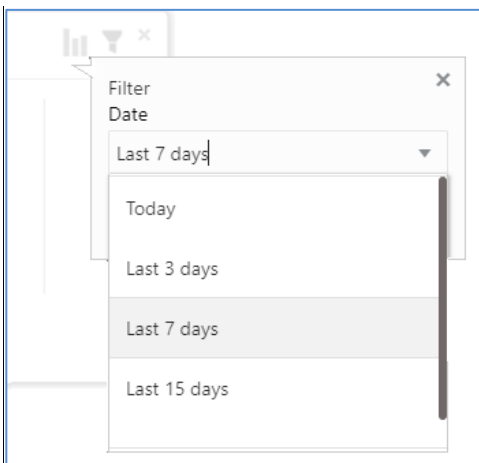 Filter
Date
Last 7 days
Today
Last 3 days
Last 7 days
Last 15 days